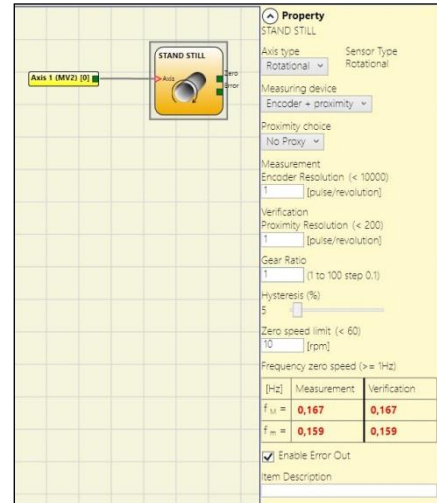 Property
STAND STILL
Axis type Sensor Type
Rotational Rotational
Measuring device
Encoder + proximity
Proximity choice
No Proxy
Measurement
Encoder Resolution (< 10000)
1 [pulse/revolution]
Verification
Proximity Resolution (< 200)
1 [pulse/revolution]
Gear Ratio
1 (1 to 100 step 0.1)
Hysteresis (%)
5
Zero speed limit (< 60)
10 [rpm]
Frequency zero speed (>= 1Hz)
[Hz] Measurement Verification
f M = 0,167 0,167
f m = 0,159 0,159
Enable Error Out
Item Description
STAND STILL
Axis 1 (MV2) [0]
Axis
Zero
Error